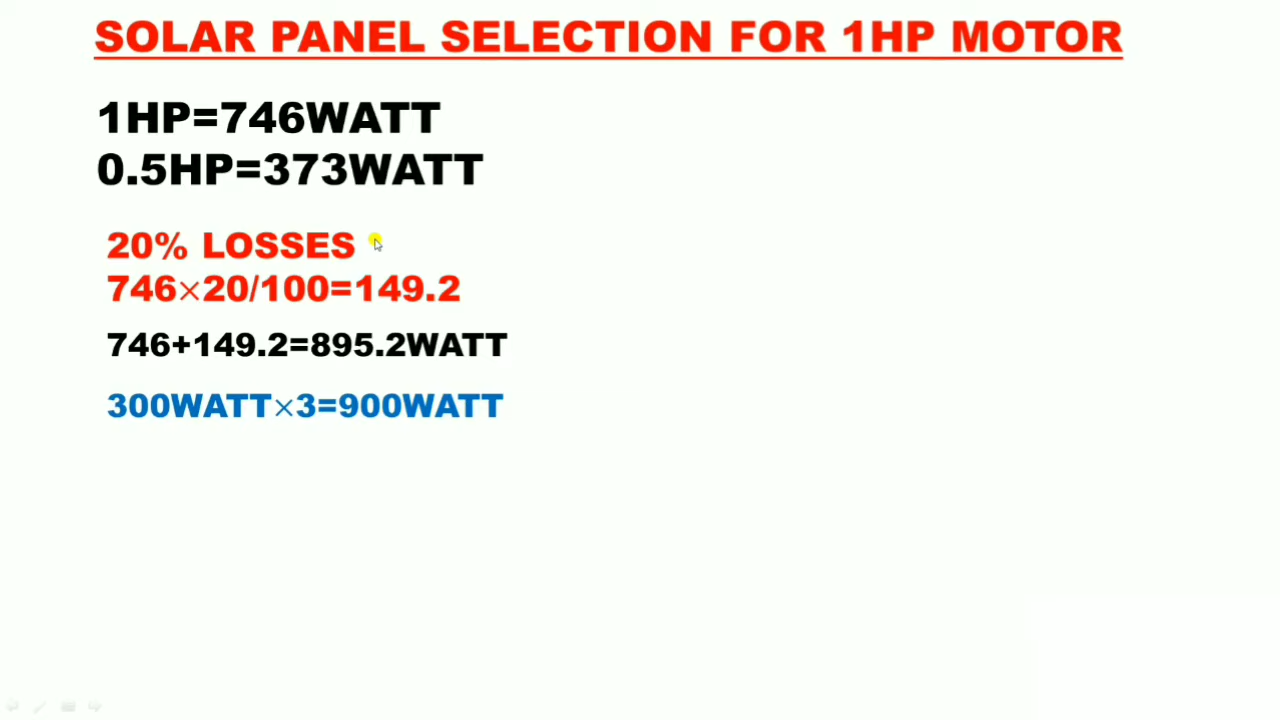 SOLAR PANEL SELECTION FOR 1HP MOTOR
1HP=746WATT
0.5HP=373WATT
20% LOSSES
746×20/100=149.2
746+149.2=895.2WATT
300WATT×3=900WATT